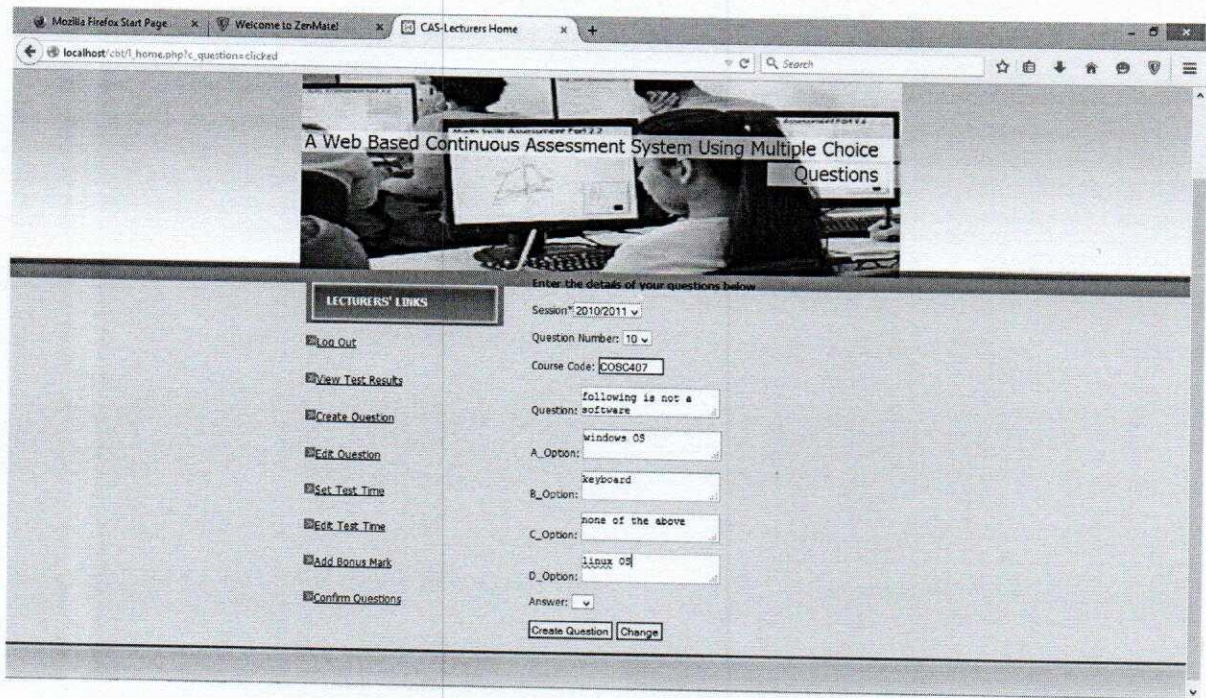 Mozilla Firefox Start Page × Welcome to ZenMate! × CAS-Lecturers Home × +
localhost/cbt/l_home.php?c_question=clicked Search
A Web Based Continuous Assessment System Using Multiple Choice
Questions
LECTURERS' LINKS
Log Out
View Test Results
Create Question
Edit Question
Set Test Time
Edit Test Time
Add Bonus Mark
Confirm Questions
Enter the details of your questions below
Session* 2010/2011
Question Number: 10
Course Code: COSC407
following is not a
Question: software
windows OS
A_Option:
keyboard
B_Option:
none of the above
C_Option:
linux OS
D_Option:
Answer:
Create Question Change